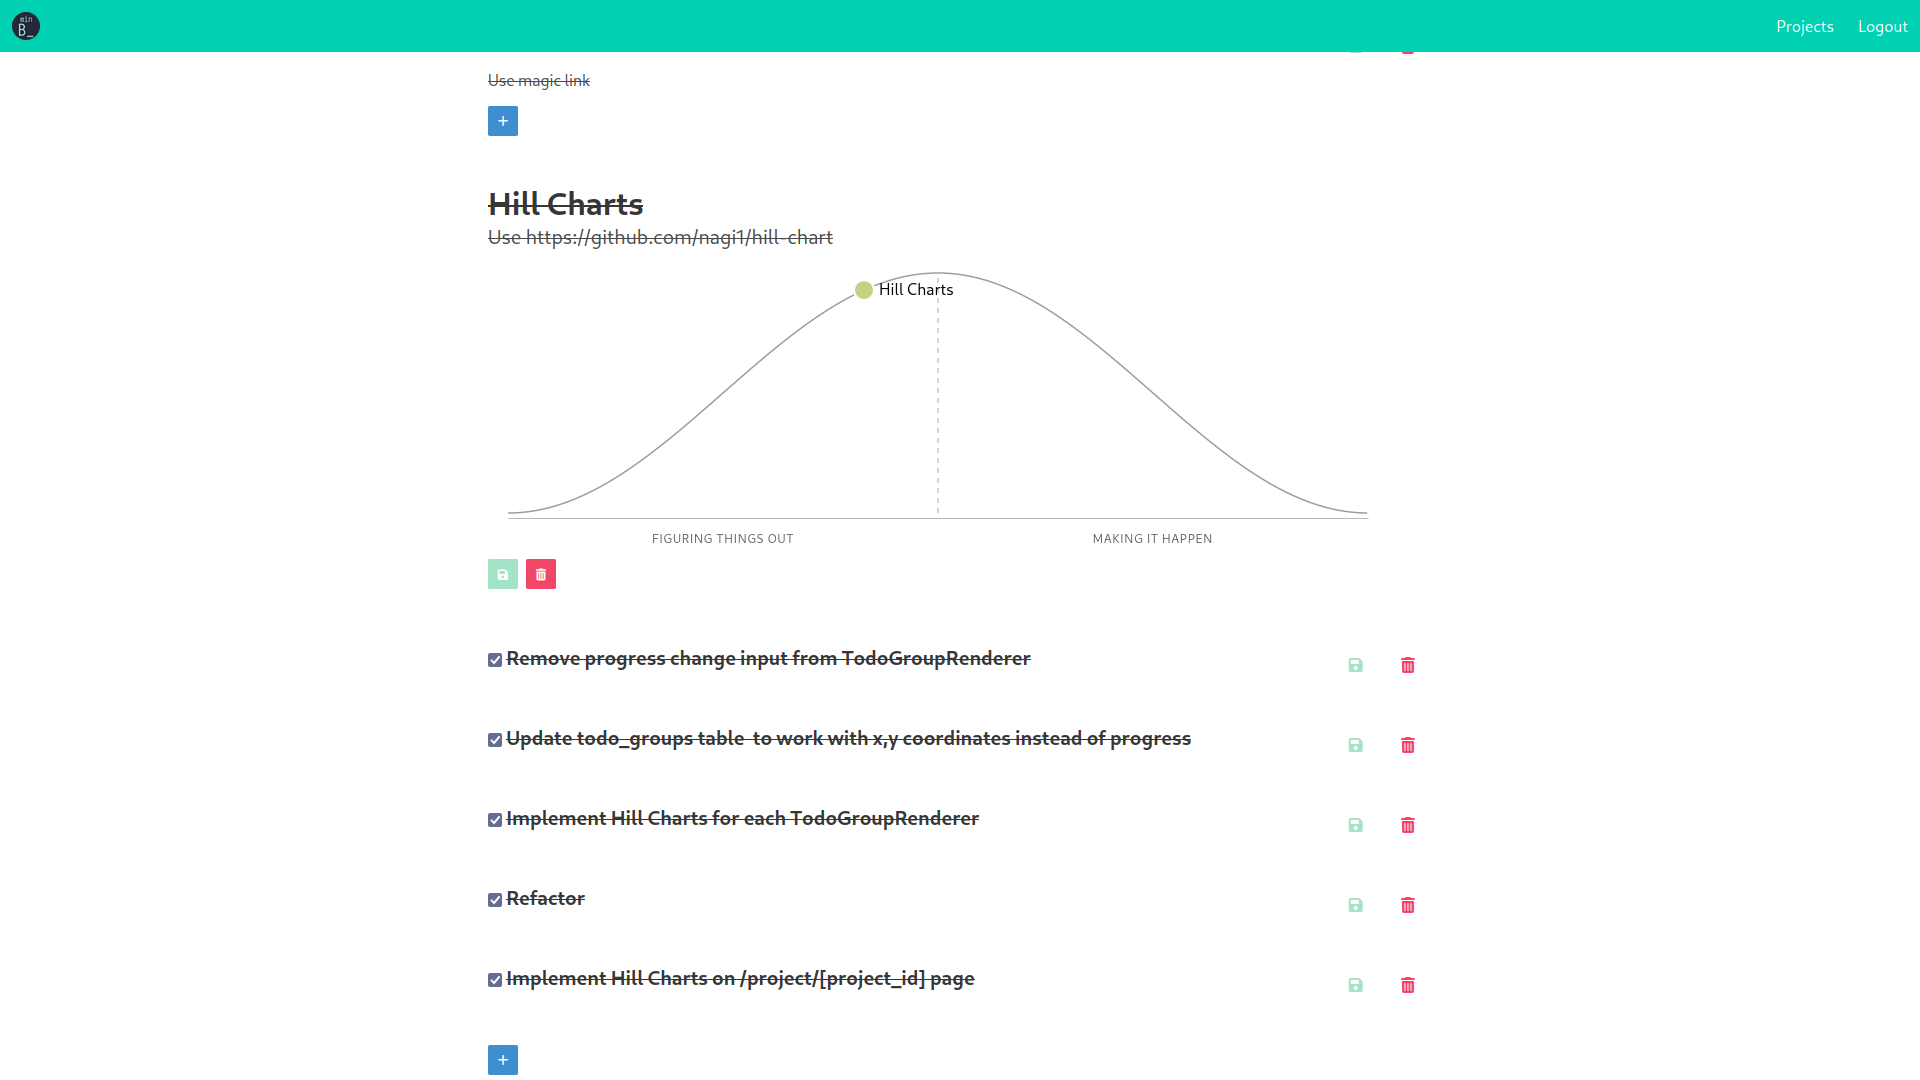 min
B_
Projects
Logout
Use magic link
+
Hill Charts
Use https://github.com/nagi1/hill-chart
Hill Charts
FIGURING THINGS OUT
MAKING IT HAPPEN
Remove progress change input from TodoGroupRenderer
Update todo_groups table  to work with x,y coordinates instead of progress
Implement Hill Charts for each TodoGroupRenderer
Refactor
Implement Hill Charts on /project/[project_id] page
+